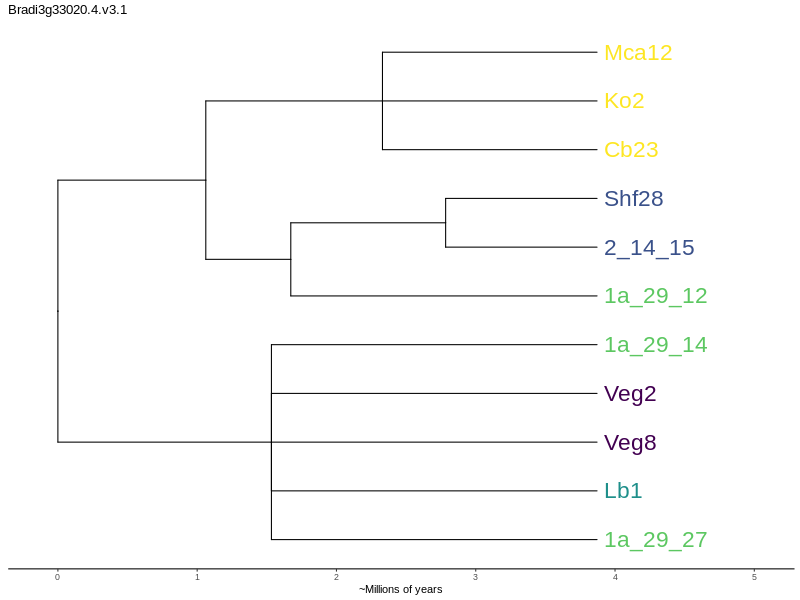 Bradi3g33020.4.v3.1
Mca12
Ko2
Cb23
Shf28
2_14_15
1a_29_12
1a_29_14
Veg2
Veg8
Lb1
1a_29_27
0 1 2 3 4 5
~Millions of years